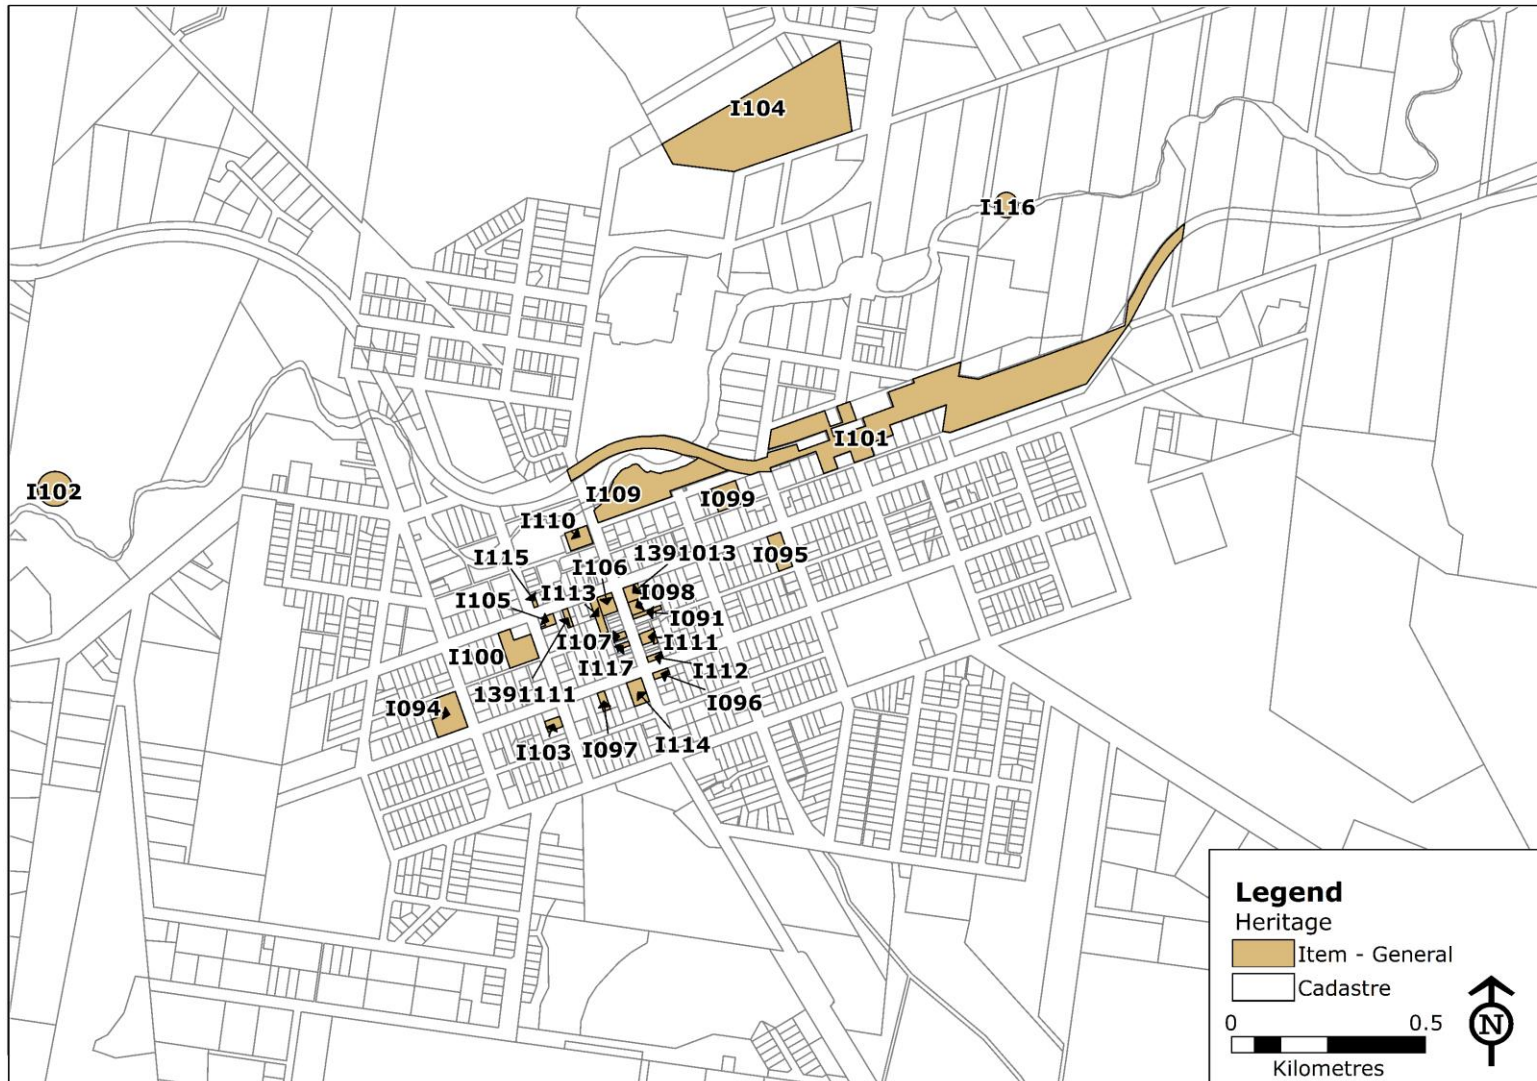 I104
I116
I101
I102
I109
I099
I110
I095
1391013
I115
I106
I098
I105
I113
I091
I107
I111
I100
I117
I112
1391111
I096
I094
I103
I097
I114
Legend
Heritage
Item - General
Cadastre
0 0.5
Kilometres
N